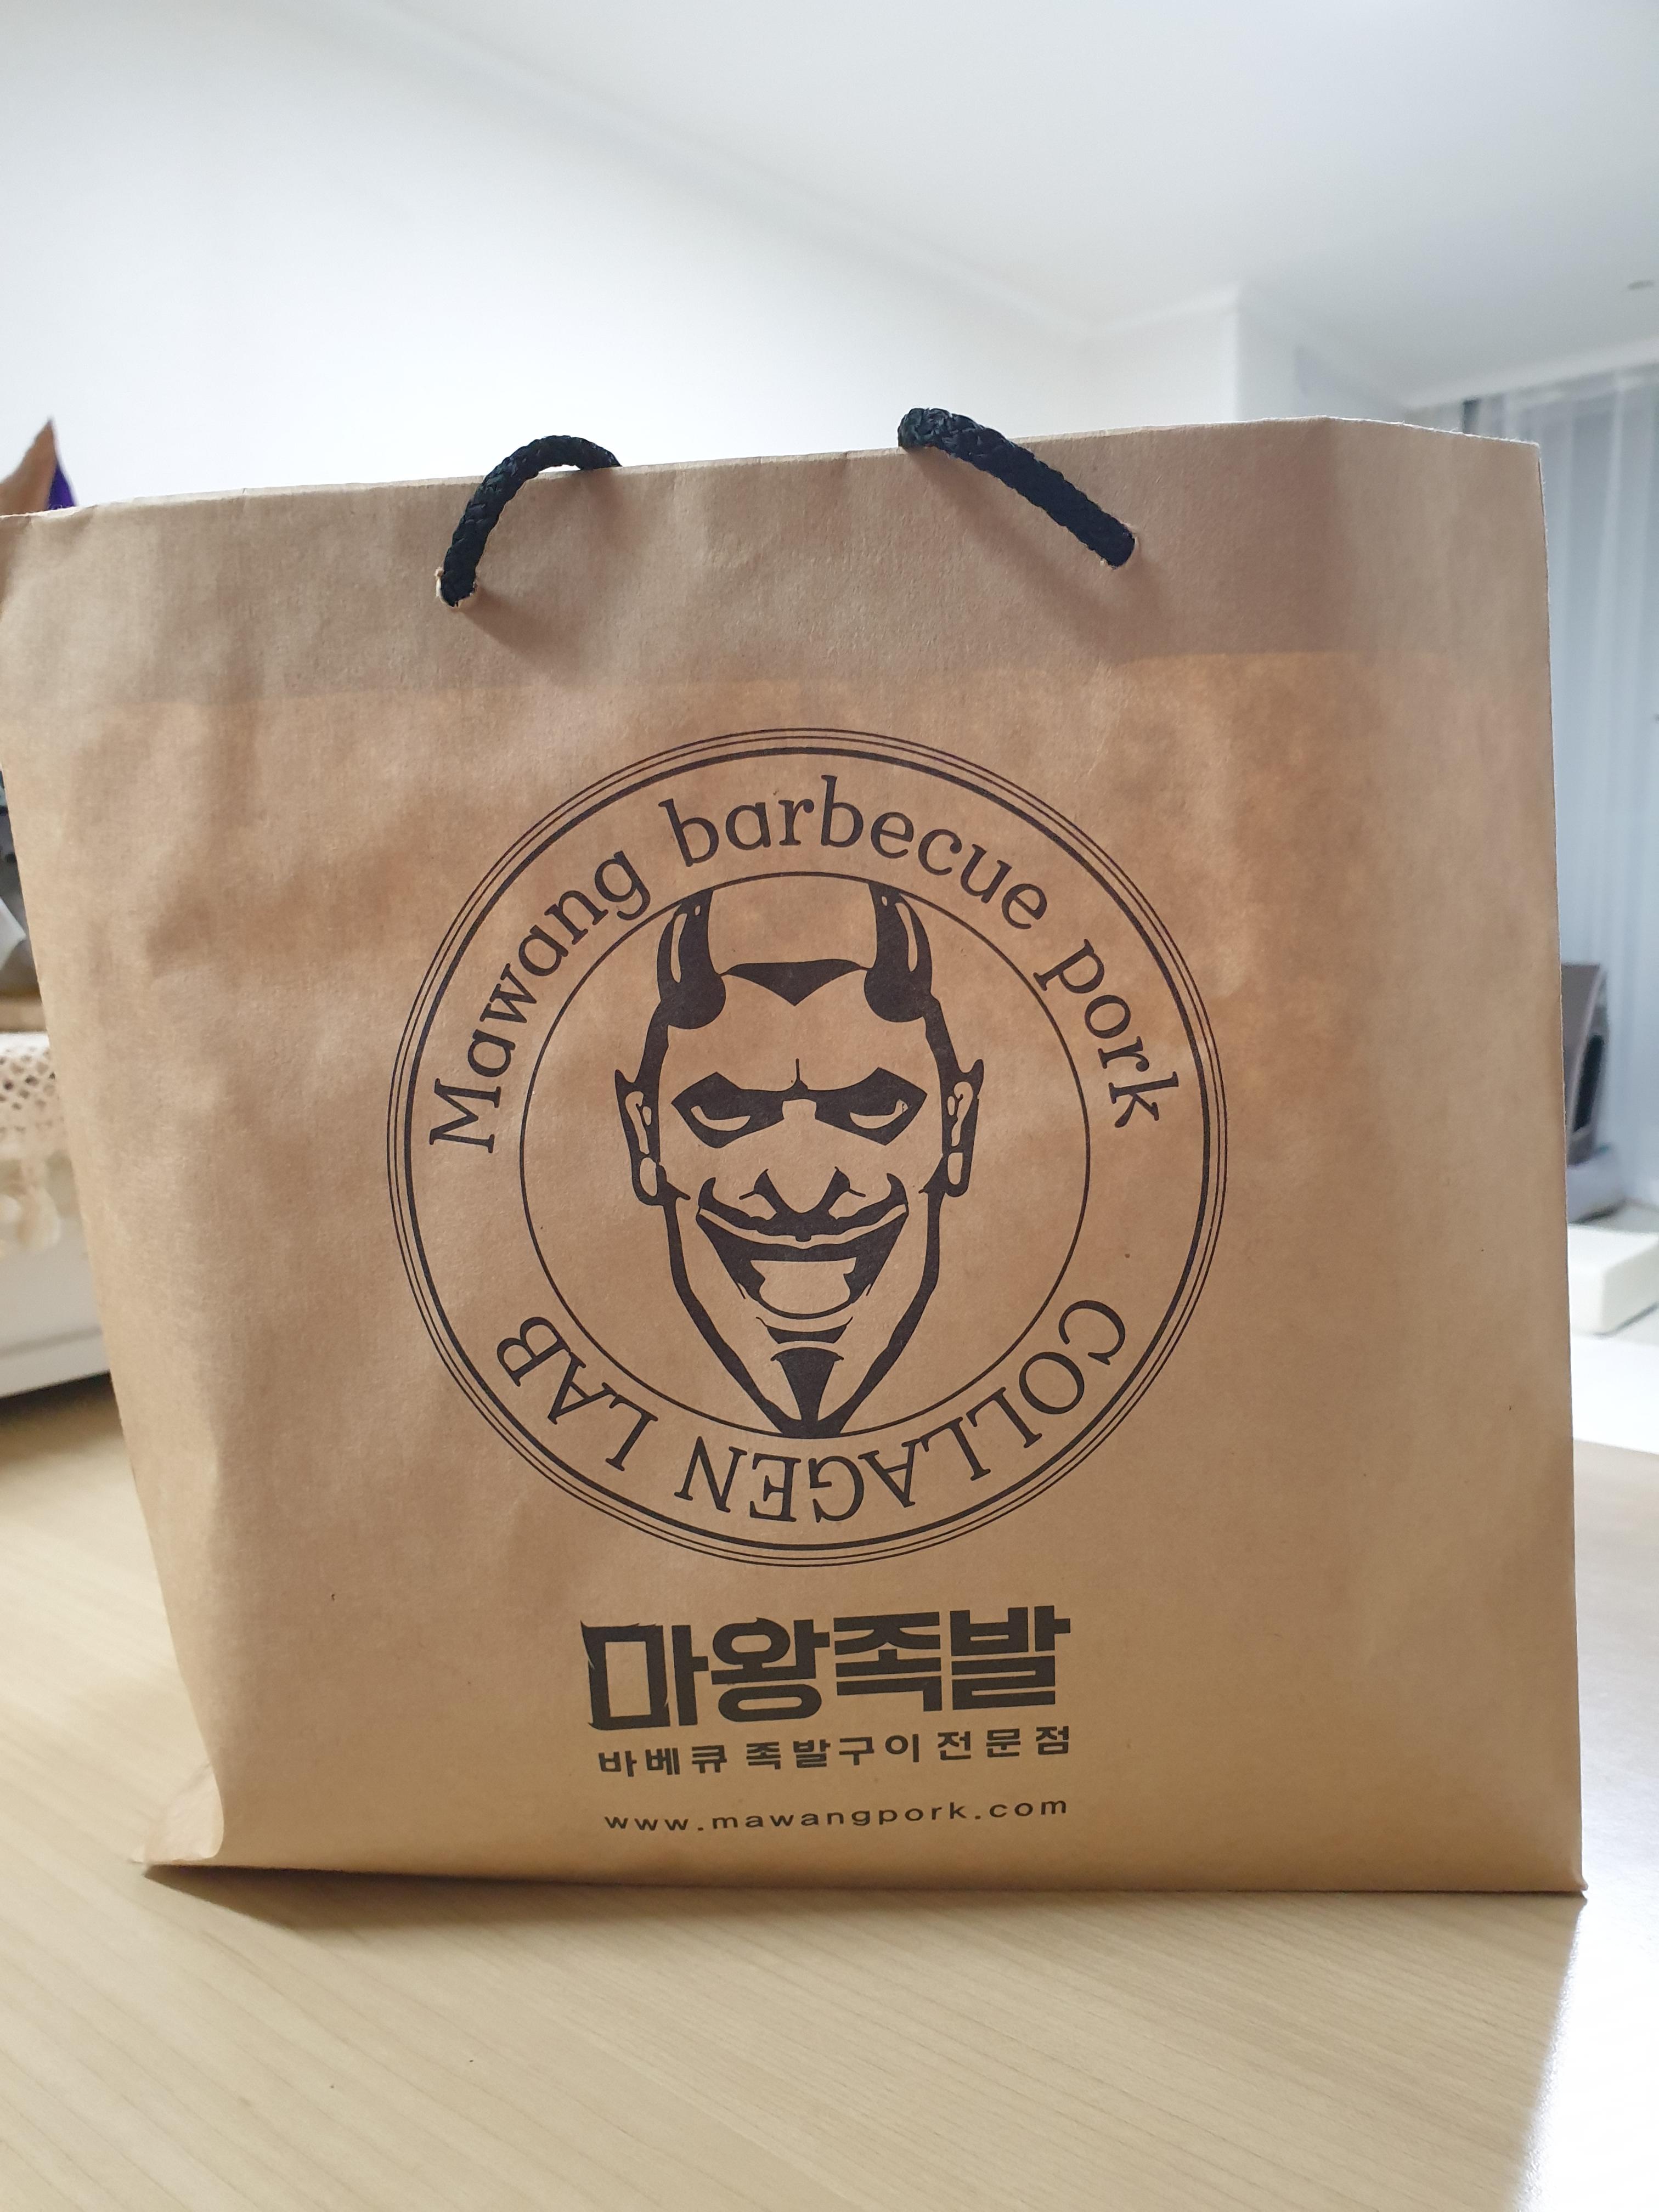 Mawang barbecue pork
COLLAGEN LAB
마왕족발
바베큐 족발구이 전문점
www.mawangpork.com